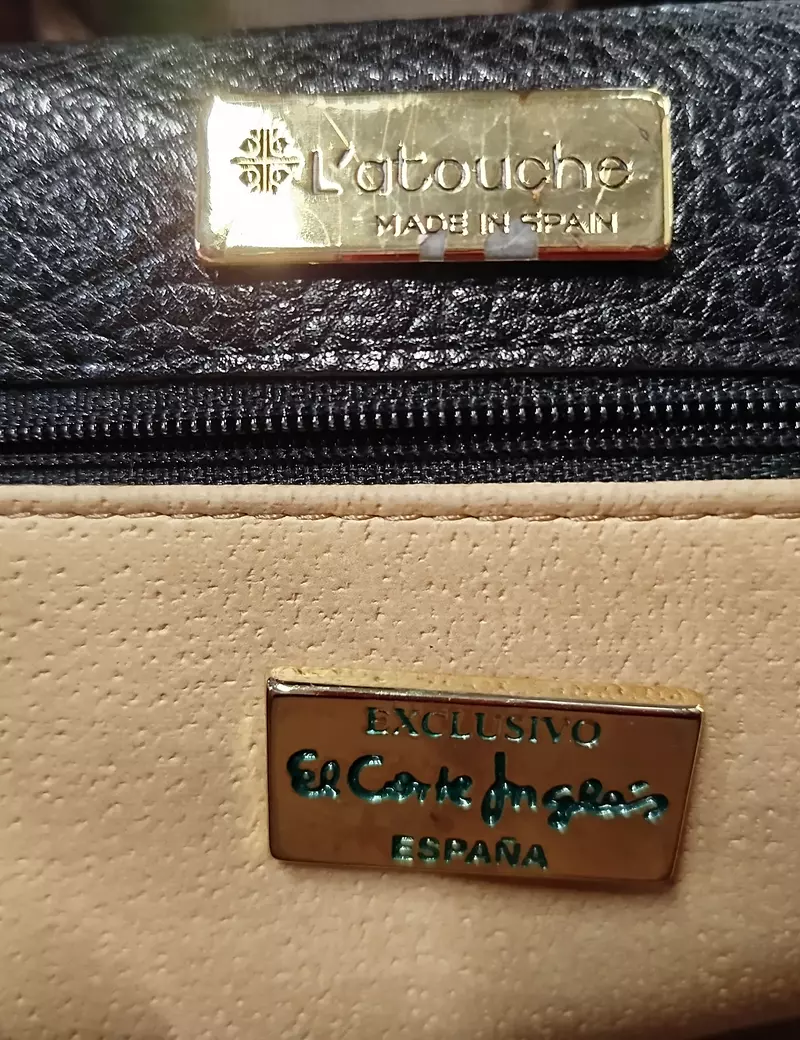 L'atouche
MADE IN SPAIN
EXCLUSIVO
El Corte Inglés
ESPAÑA